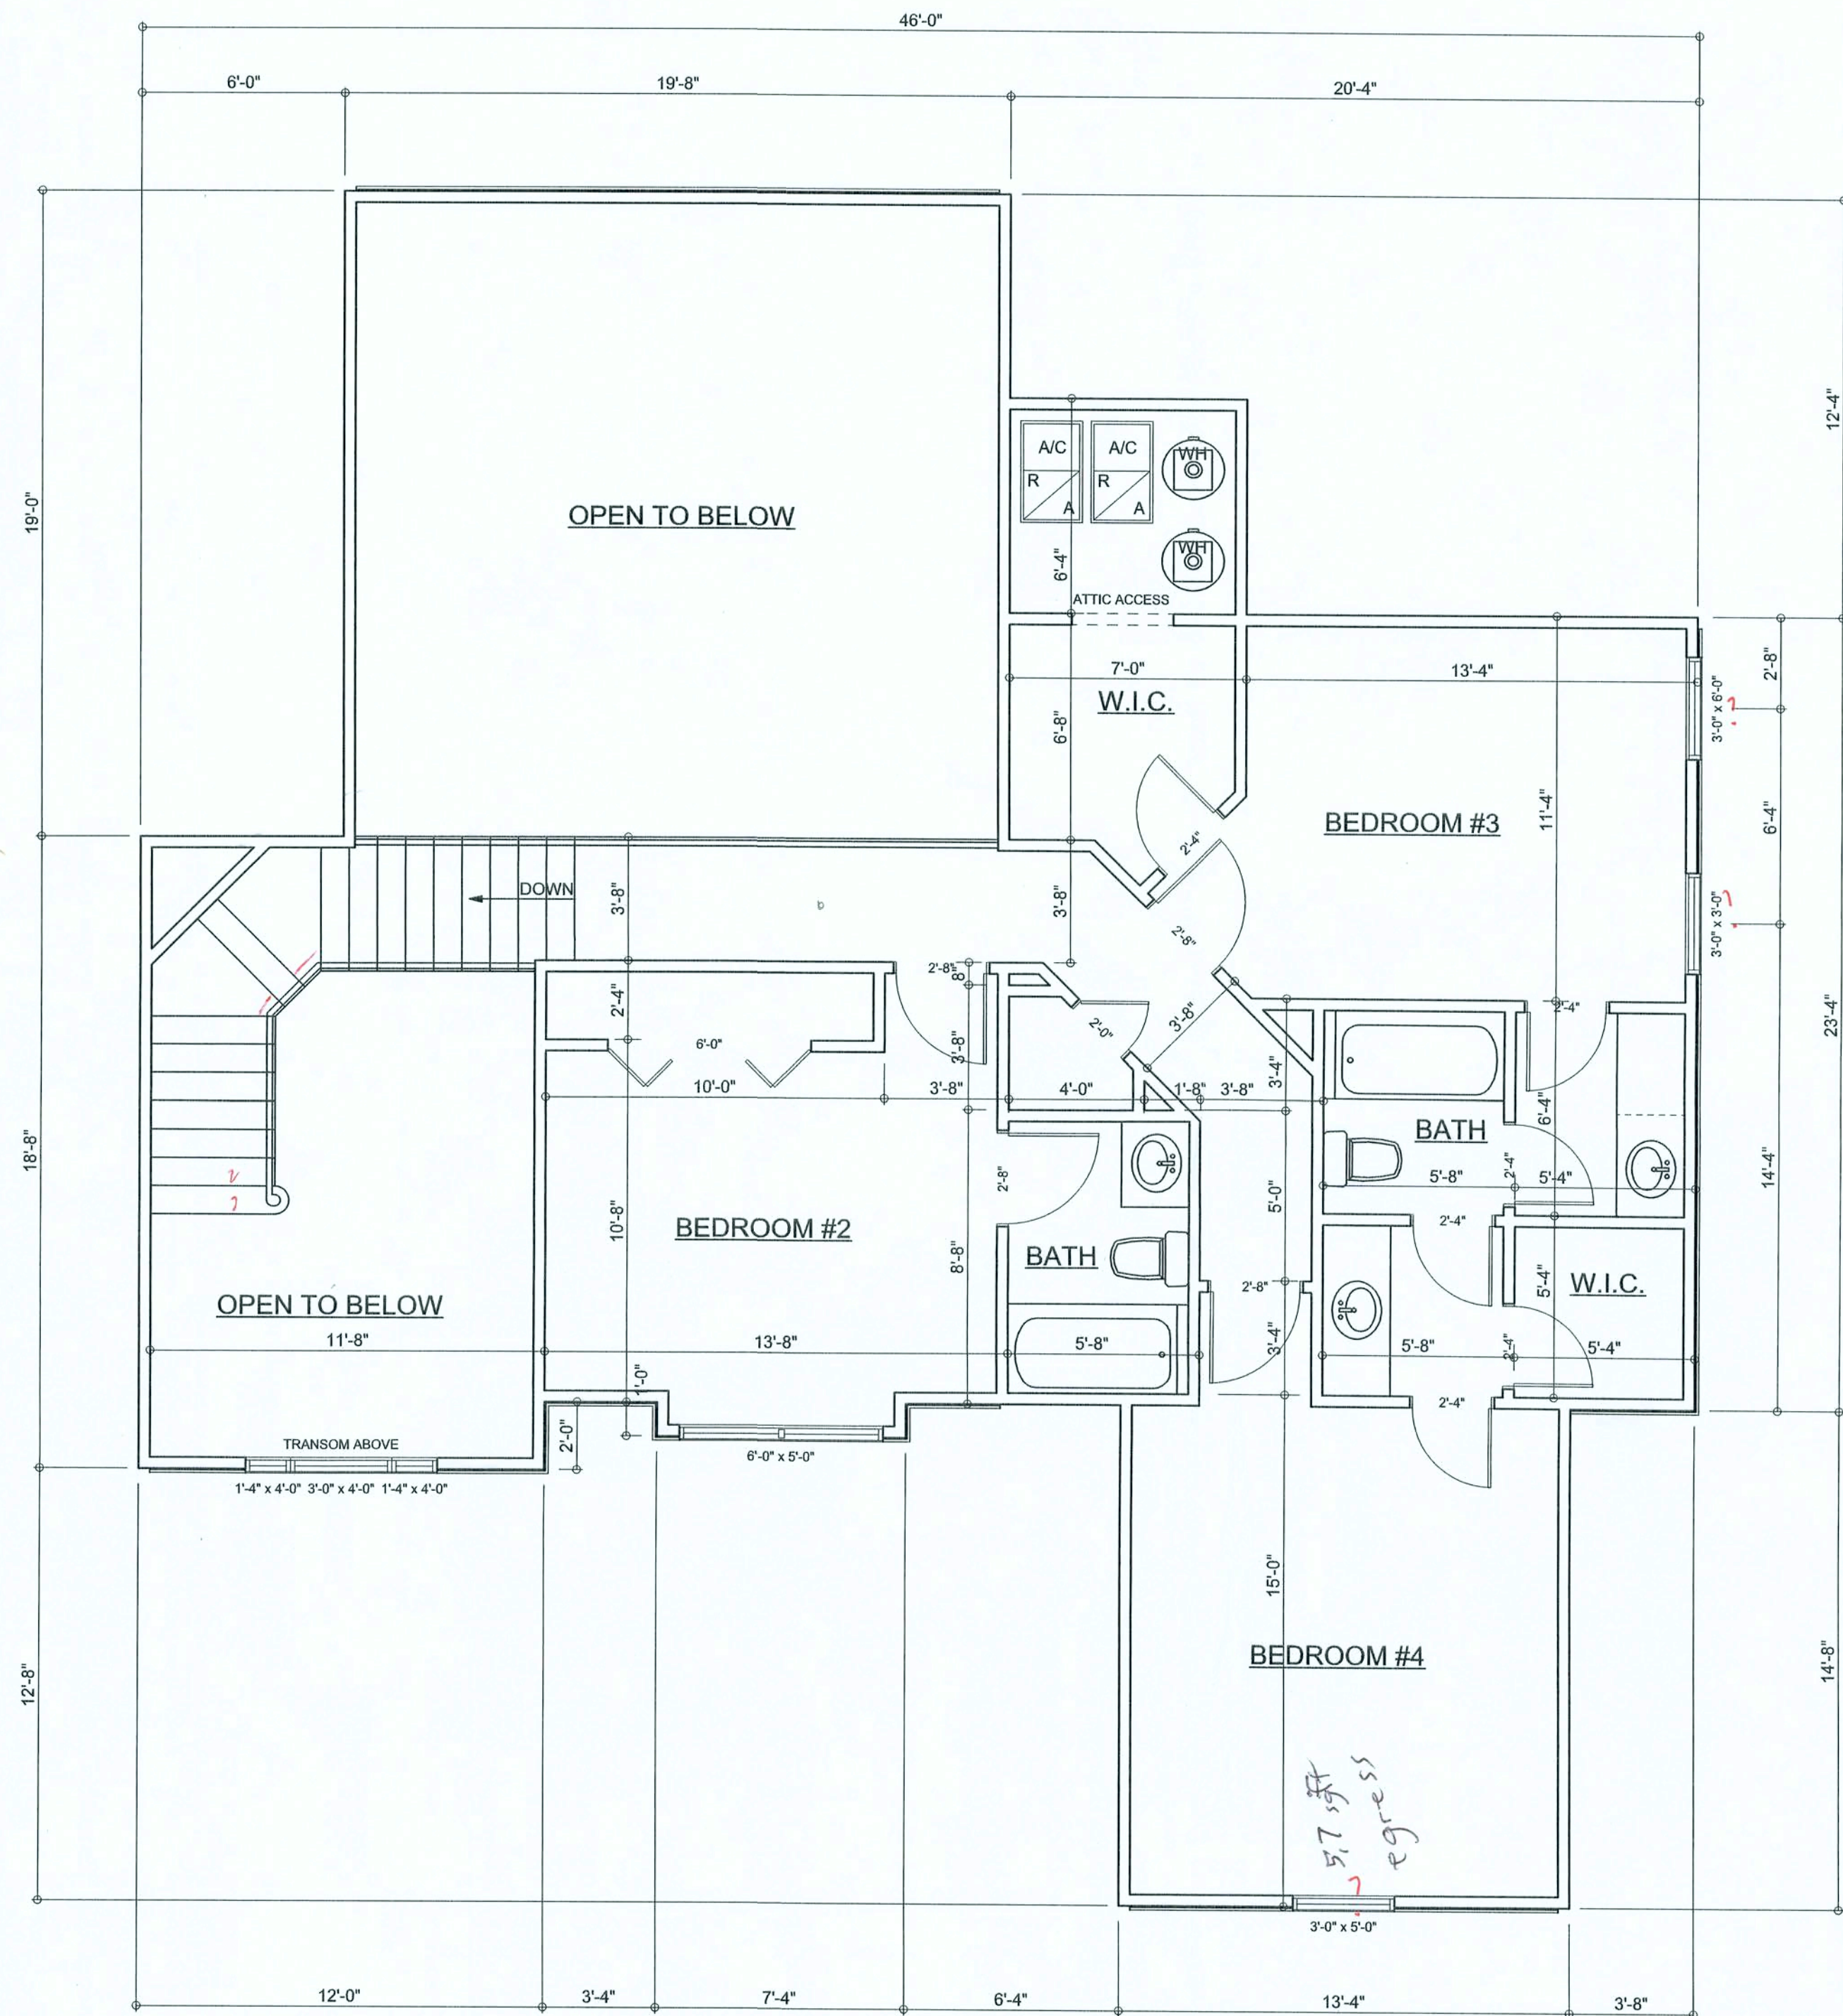 46'-0"
6'-0" 19'-8" 20'-4"
19'-0"
12'-4"
A/C A/C WH
R A R A
OPEN TO BELOW
6'-4"
WH
ATTIC ACCESS
7'-0" 13'-4"
W.I.C.
6'-8"
2'-8"
3'-0" x 6'-0" ?
2'-4"
BEDROOM #3
11'-4"
6'-4"
DOWN
3'-8"
3'-8"
2'-8"
3'-0" x 3'-0" ?
2'-8"
8"
2'-4"
6'-0"
2'-0"
3'-8"
2'-4"
23'-4"
3'-8"
3'-4"
10'-0" 3'-8" 4'-0" 1'-8" 3'-8"
6'-4"
BATH
18'-8"
2'-8"
5'-8" 2'-4" 5'-4"
14'-4"
10'-8"
BEDROOM #2
5'-0"
2'-4"
8'-8"
BATH
2'-8"
5'-4"
W.I.C.
OPEN TO BELOW
11'-8" 13'-8" 5'-8" 3'-4" 5'-8" 2'-4" 5'-4"
1'-0"
2'-4"
TRANSOM ABOVE
2'-0"
6'-0" x 5'-0"
1'-4" x 4'-0" 3'-0" x 4'-0" 1'-4" x 4'-0"
15'-0"
BEDROOM #4
12'-8"
14'-8"
5,7 sqft
egress
?
3'-0" x 5'-0"
12'-0" 3'-4" 7'-4" 6'-4" 13'-4" 3'-8"